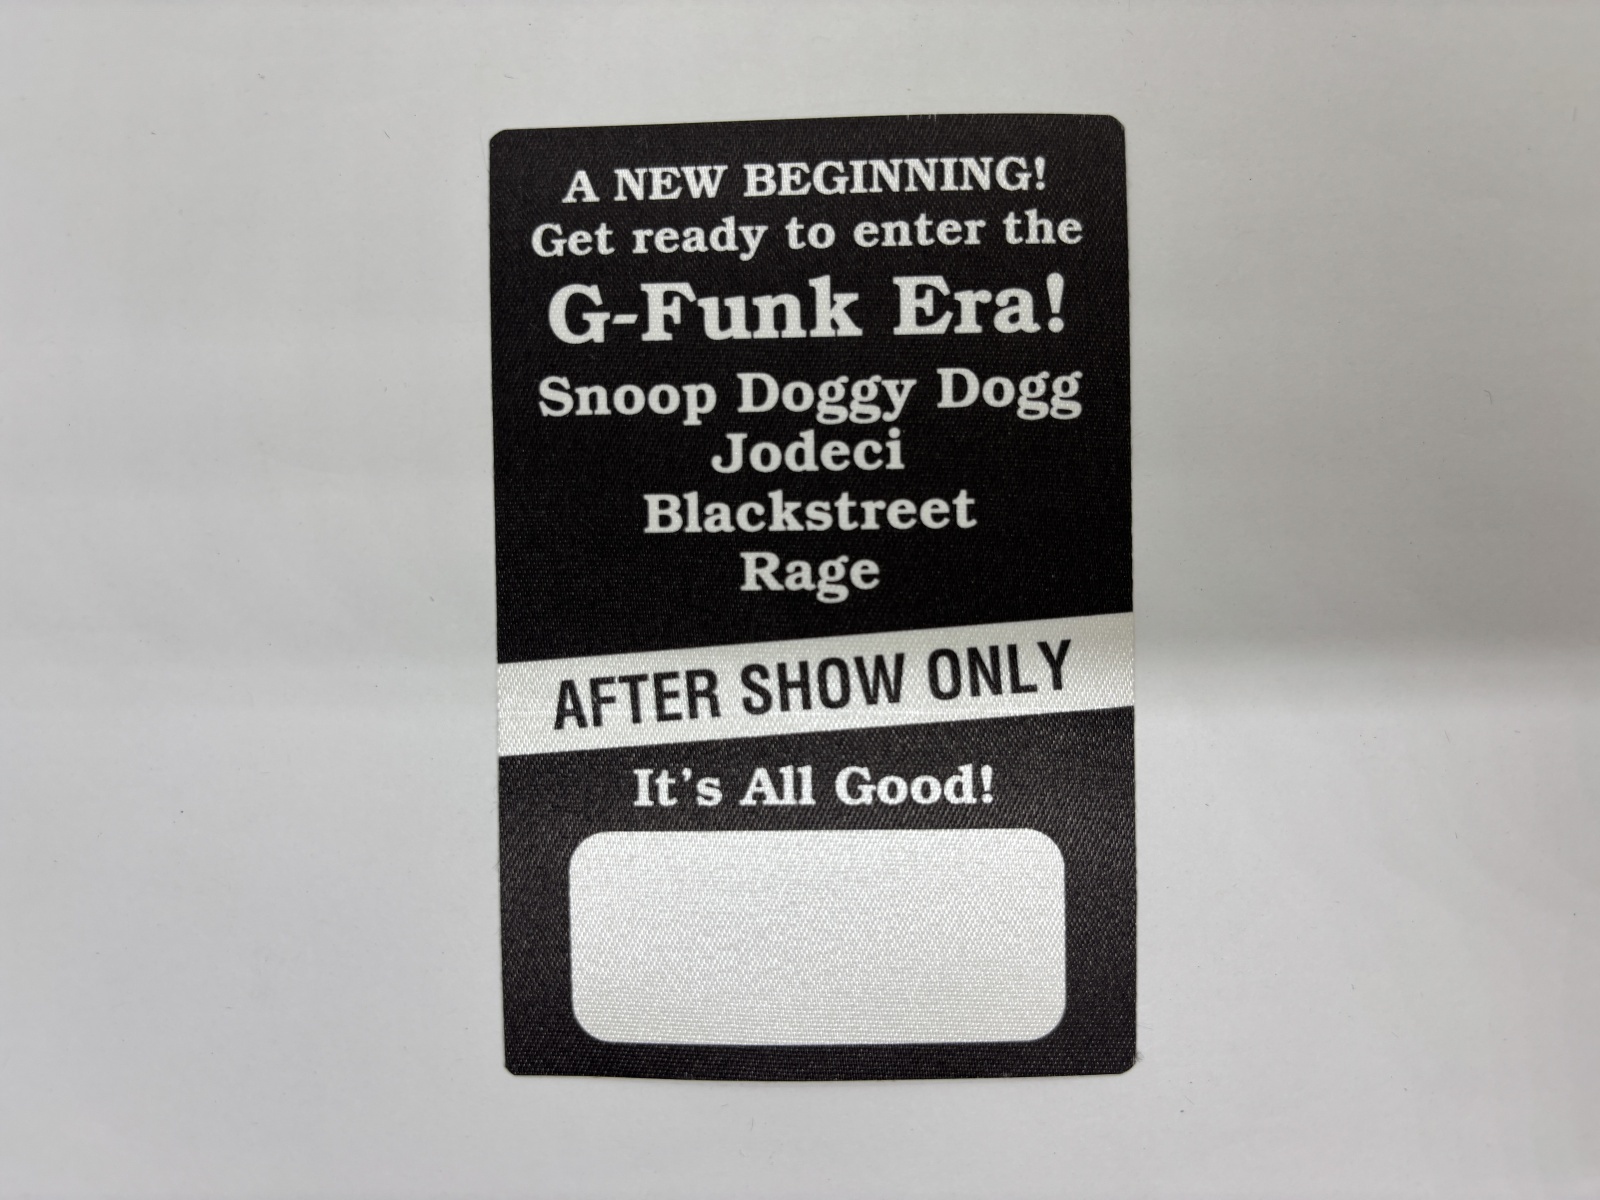 A NEW BEGINNING!
Get ready to enter the
G-Funk Era!
Snoop Doggy Dogg
Jodeci
Blackstreet
Rage
AFTER SHOW ONLY
It's All Good!